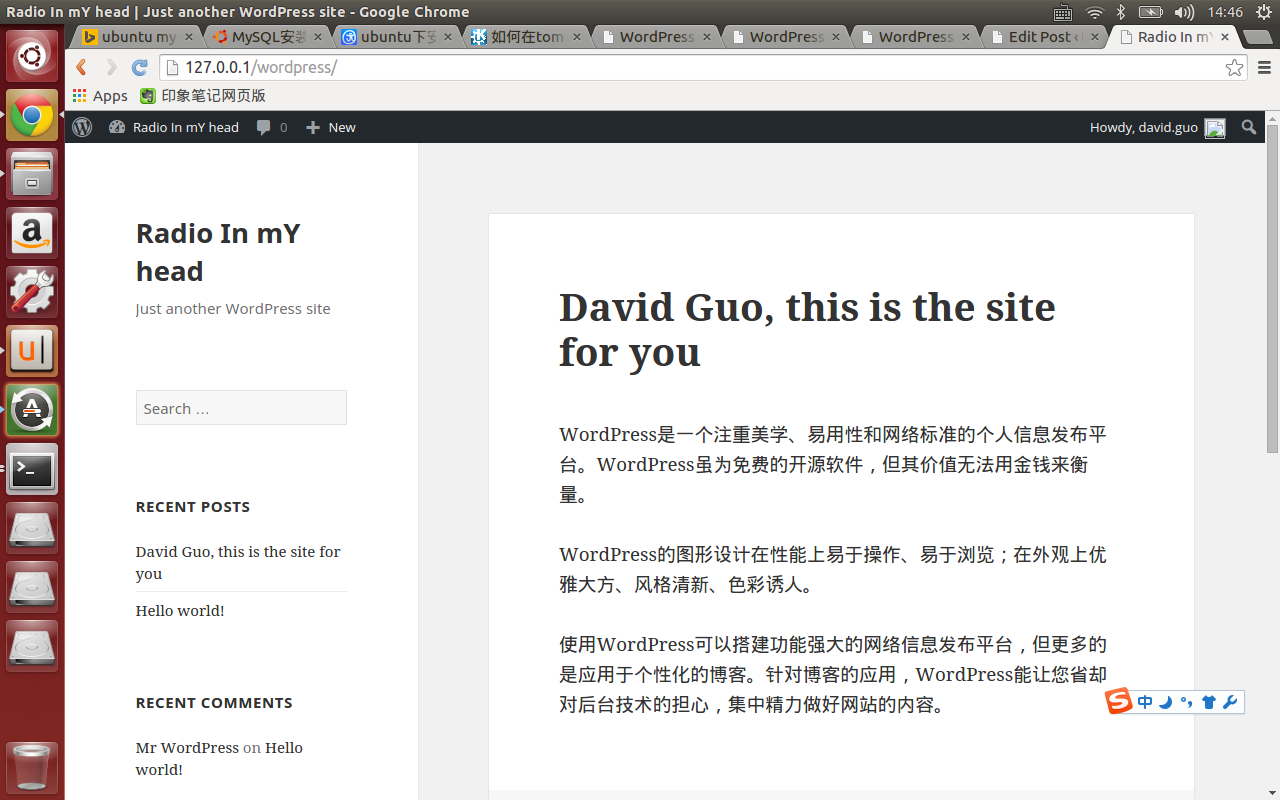 Radio In mY head | Just another WordPress site - Google Chrome
14:46
ubuntu my
MySQL安装
ubuntu下安
如何在tom
WordPress
WordPress
WordPress
Edit Post ‹
Radio In mY
127.0.0.1/wordpress/
Apps
印象笔记网页版
Radio In mY head
0
New
Howdy, david.guo
Radio In mY
head
Just another WordPress site
Search …
RECENT POSTS
David Guo, this is the site for
you
Hello world!
RECENT COMMENTS
Mr WordPress on Hello
world!
David Guo, this is the site
for you
WordPress是一个注重美学、易用性和网络标准的个人信息发布平
台。WordPress虽为免费的开源软件，但其价值无法用金钱来衡
量。
WordPress的图形设计在性能上易于操作、易于浏览；在外观上优
雅大方、风格清新、色彩诱人。
使用WordPress可以搭建功能强大的网络信息发布平台，但更多的
是应用于个性化的博客。针对博客的应用，WordPress能让您省却
对后台技术的担心，集中精力做好网站的内容。
中